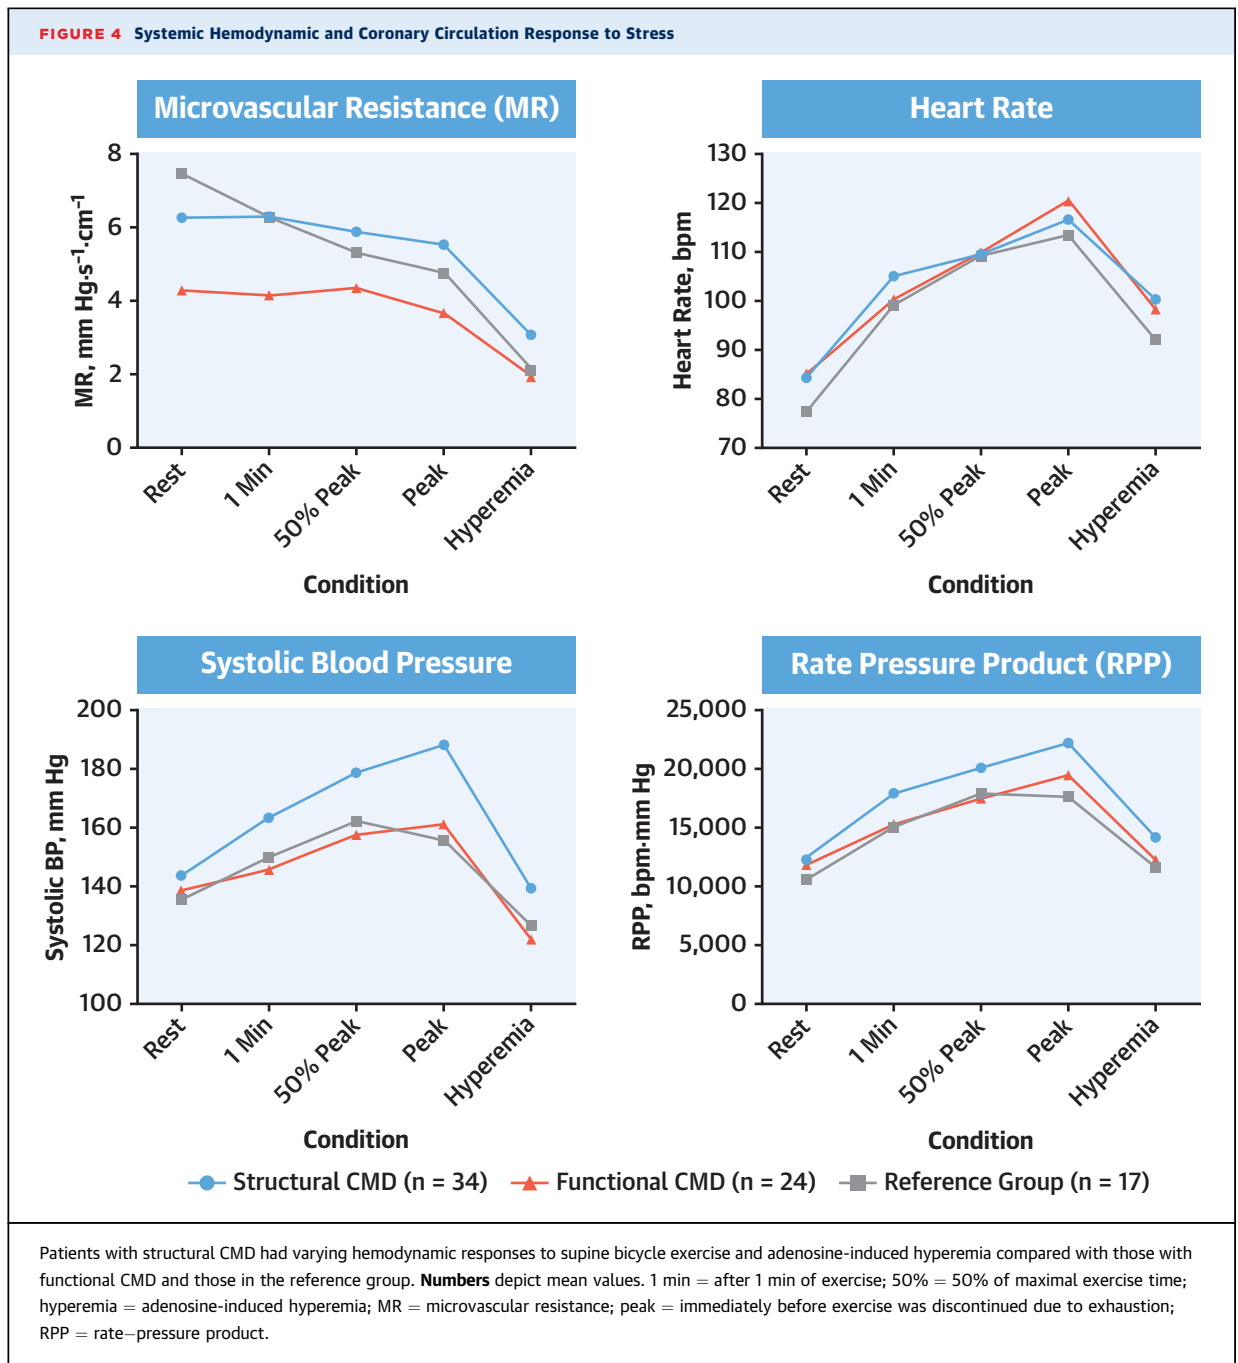 FIGURE 4 Systemic Hemodynamic and Coronary Circulation Response to Stress
Microvascular Resistance (MR)
8
6
4
2
0
MR, mm Hg·s⁻¹·cm⁻¹
Rest
1 Min
50% Peak
Peak
Hyperemia
Condition
Heart Rate
130
120
110
100
90
80
70
Heart Rate, bpm
Rest
1 Min
50% Peak
Peak
Hyperemia
Condition
Systolic Blood Pressure
200
180
160
140
120
100
Systolic BP, mm Hg
Rest
1 Min
50% Peak
Peak
Hyperemia
Condition
Rate Pressure Product (RPP)
25,000
20,000
15,000
10,000
5,000
0
RPP, bpm·mm Hg
Rest
1 Min
50% Peak
Peak
Hyperemia
Condition
Structural CMD (n = 34) Functional CMD (n = 24) Reference Group (n = 17)
Patients with structural CMD had varying hemodynamic responses to supine bicycle exercise and adenosine-induced hyperemia compared with those with
functional CMD and those in the reference group. Numbers depict mean values. 1 min = after 1 min of exercise; 50% = 50% of maximal exercise time;
hyperemia = adenosine-induced hyperemia; MR = microvascular resistance; peak = immediately before exercise was discontinued due to exhaustion;
RPP = rate–pressure product.